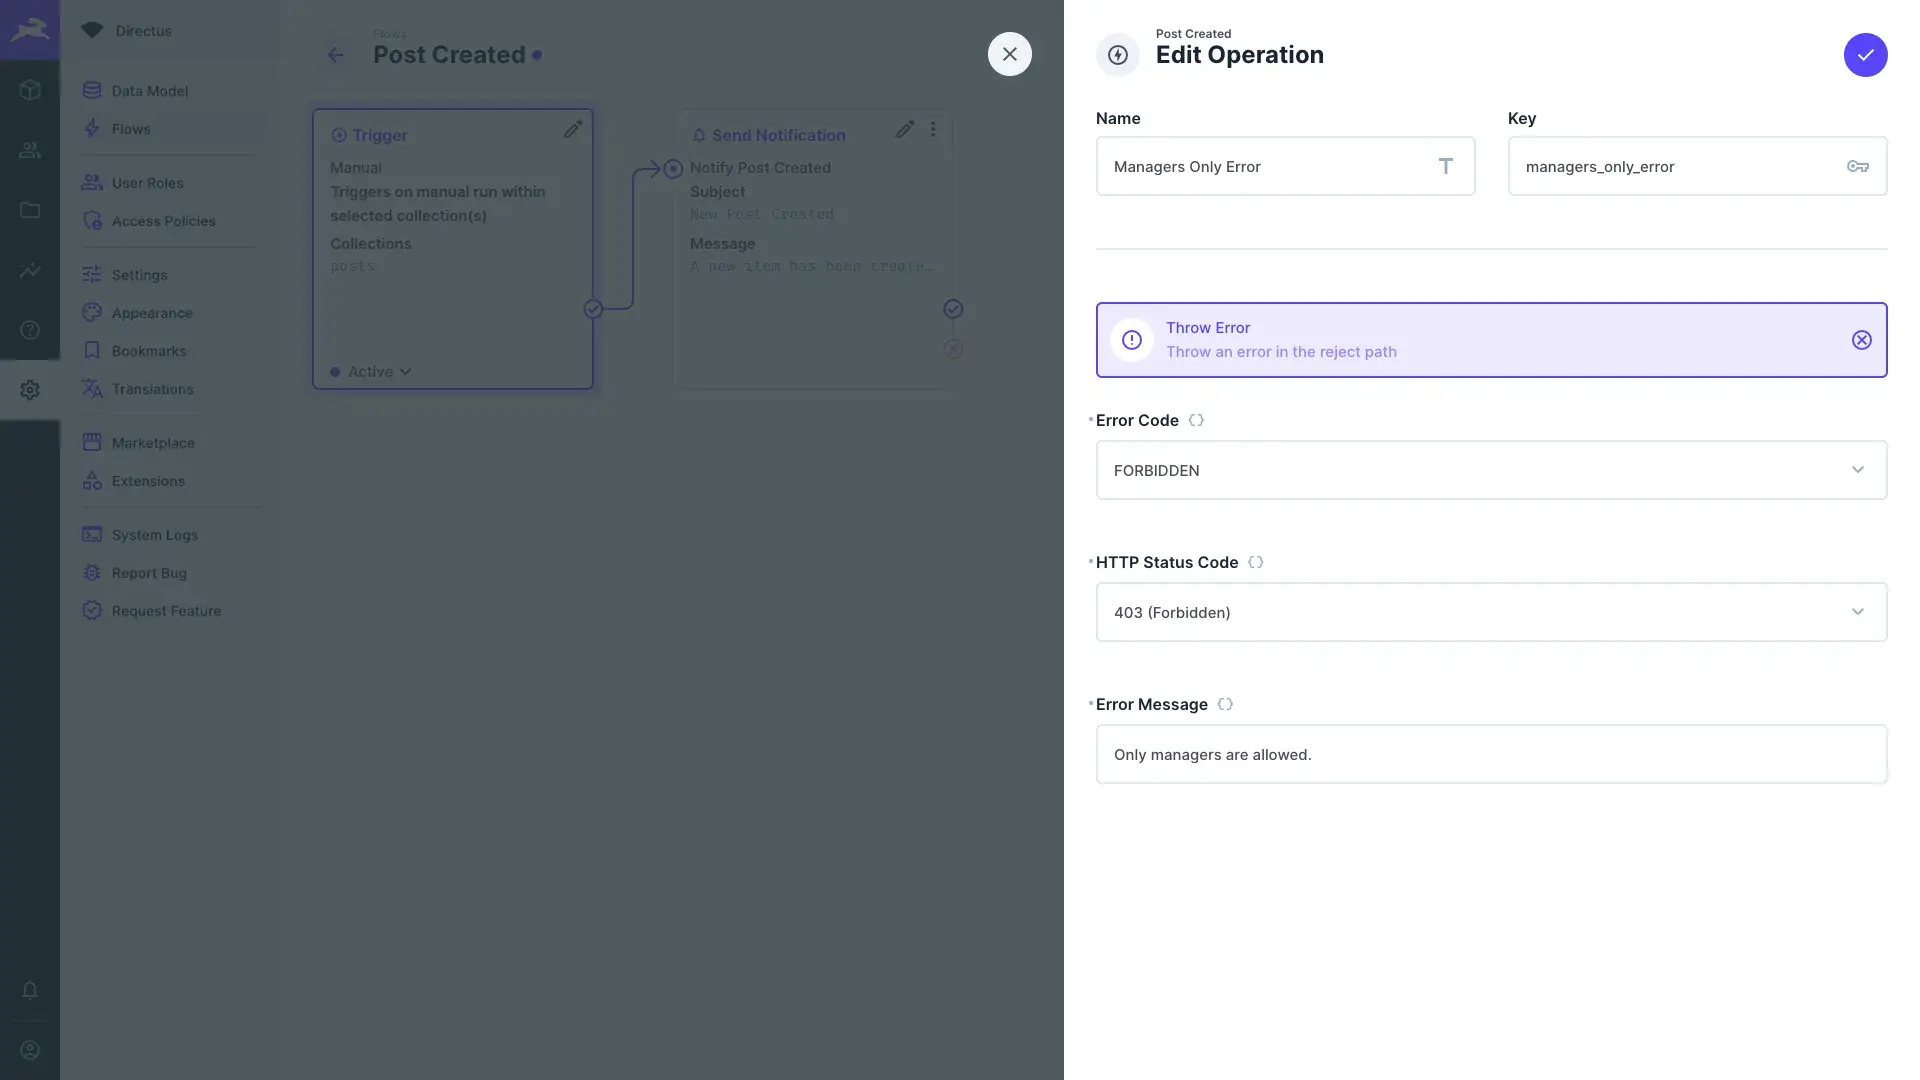 Directus
Data Model
Flows
User Roles
Access Policies
Settings
Appearance
Bookmarks
Translations
Marketplace
Extensions
System Logs
Report Bug
Request Feature
Flows
Post Created
Trigger
Manual
Triggers on manual run within
selected collection(s)
Collections
posts
Active
Send Notification
Notify Post Created
Subject
New Post Created
Message
A new item has been create…
Post Created
Edit Operation
Name
Managers Only Error
Key
managers_only_error
Throw Error
Throw an error in the reject path
Error Code
FORBIDDEN
HTTP Status Code
403 (Forbidden)
Error Message
Only managers are allowed.